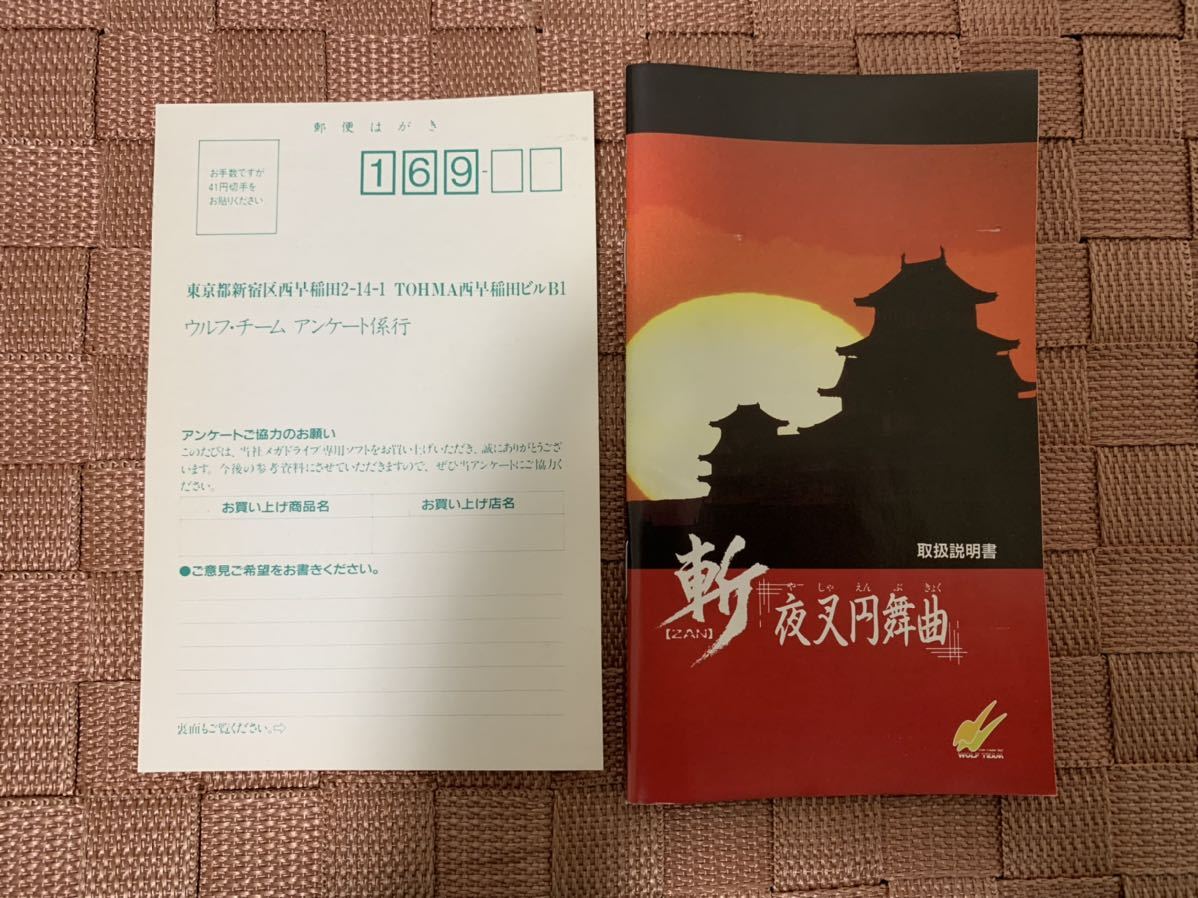 郵便はがき
お手数ですが
41円切手を
お貼りください
169-
東京都新宿区西早稲田2-14-1 TOHMA西早稲田ビルB1
ウルフ・チーム アンケート係行
アンケートご協力のお願い
このたびは、当社メガドライブ専用ソフトをお買い上げいただき、誠にありがとうござ
います。今後の参考資料にさせていただきますので、ぜひ当アンケートにご協力く
ださい。
お買い上げ商品名 お買い上げ店名
●ご意見ご希望をお書きください。
裏面もご覧ください。⇨
取扱説明書
斬
【ZAN】
や しゃ えん ぶ きょく
夜叉円舞曲
WOLF TEAM